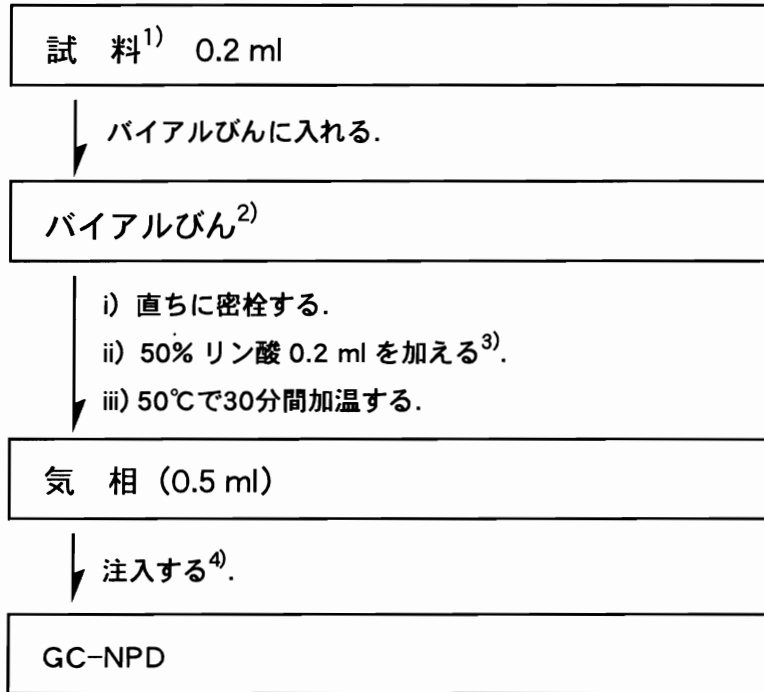 試 料1) 0.2 ml
バイアルびんに入れる.
バイアルびん2)
i) 直ちに密栓する.
ii) 50% リン酸 0.2 ml を加える3).
iii) 50℃で30分間加温する.
気 相 (0.5 ml)
注入する4).
GC-NPD